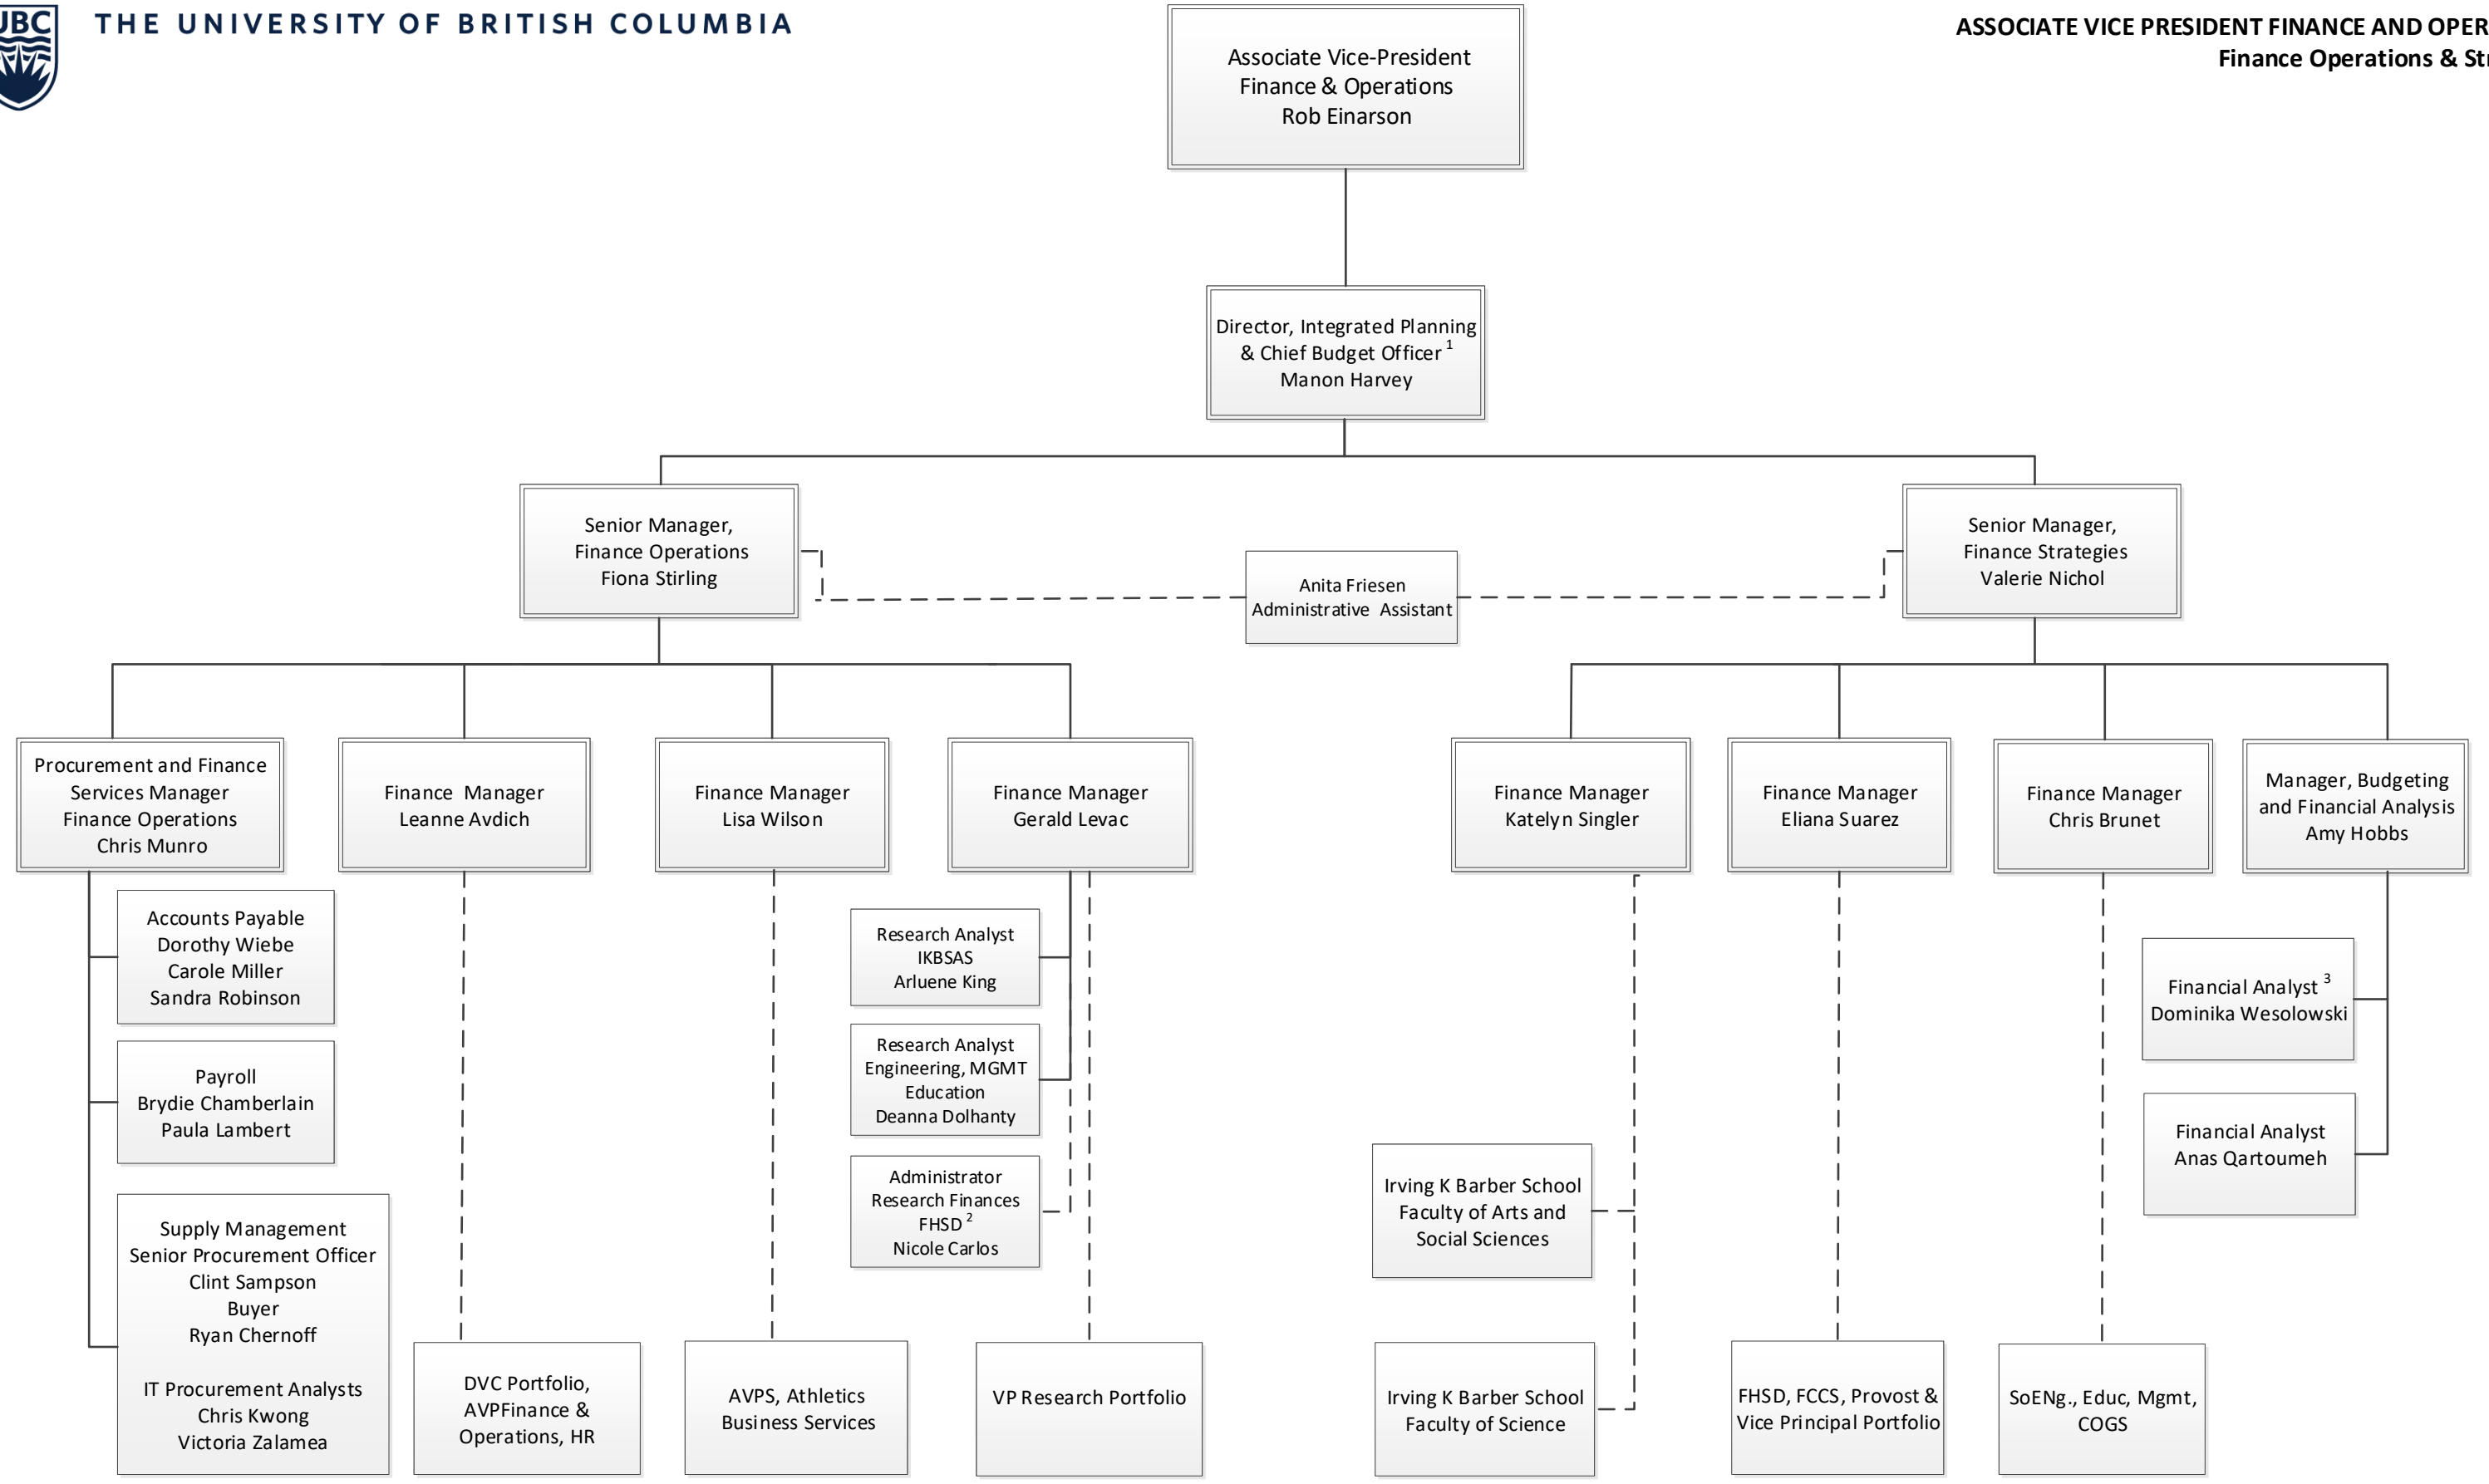 UBC
THE UNIVERSITY OF BRITISH COLUMBIA
ASSOCIATE VICE PRESIDENT FINANCE AND
Finance Operations &
Associate Vice-President
Finance & Operations
Rob Einarson
Director, Integrated Planning
& Chief Budget Officer 1
Manon Harvey
Senior Manager,
Finance Operations
Fiona Stirling
Anita Friesen
Administrative Assistant
Senior Manager,
Finance Strategies
Valerie Nichol
Procurement and Finance
Services Manager
Finance Operations
Chris Munro
Finance Manager
Leanne Avdich
Finance Manager
Lisa Wilson
Finance Manager
Gerald Levac
Finance Manager
Katelyn Singler
Finance Manager
Eliana Suarez
Finance Manager
Chris Brunet
Manager, Budgeting
and Financial Analysis
Amy Hobbs
Accounts Payable
Dorothy Wiebe
Carole Miller
Sandra Robinson
Payroll
Brydie Chamberlain
Paula Lambert
Supply Management
Senior Procurement Officer
Clint Sampson
Buyer
Ryan Chernoff
IT Procurement Analysts
Chris Kwong
Victoria Zalamea
DVC Portfolio,
AVPFinance &
Operations, HR
AVPS, Athletics
Business Services
Research Analyst
IKBSAS
Arluene King
Research Analyst
Engineering, MGMT
Education
Deanna Dolhanty
Administrator
Research Finances
FHSD 2
Nicole Carlos
VP Research Portfolio
Irving K Barber School
Faculty of Arts and
Social Sciences
Irving K Barber School
Faculty of Science
FHSD, FCCS, Provost &
Vice Principal Portfolio
SoENg., Educ, Mgmt,
COGS
Financial Analyst 3
Dominika Wesolowski
Financial Analyst
Anas Qartoumeh